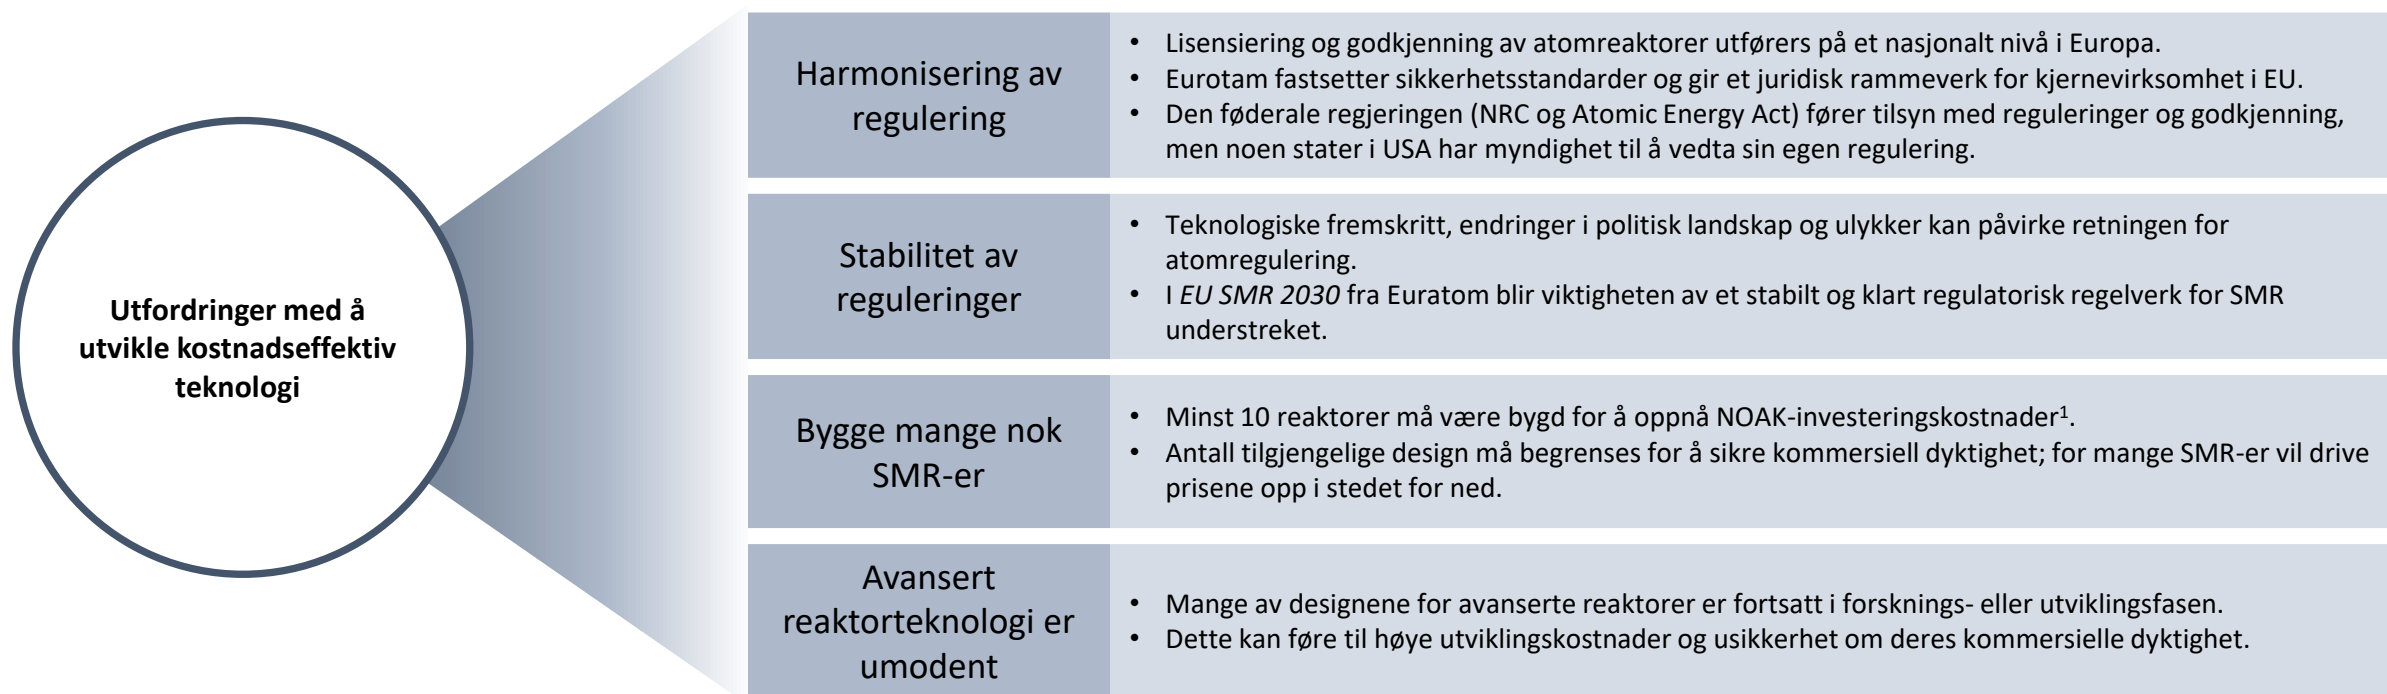 Utfordringer med å
utvikle kostnadseffektiv
teknologi
Harmonisering av
regulering
• Lisensiering og godkjenning av atomreaktorer utførers på et nasjonalt nivå i Europa.
• Eurotam fastsetter sikkerhetsstandarder og gir et juridisk rammeverk for kjernevirksomhet i EU.
• Den føderale regjeringen (NRC og Atomic Energy Act) fører tilsyn med reguleringer og godkjenning,
men noen stater i USA har myndighet til å vedta sin egen regulering.
Stabilitet av
reguleringer
• Teknologiske fremskritt, endringer i politisk landskap og ulykker kan påvirke retningen for
atomregulering.
• I EU SMR 2030 fra Euratom blir viktigheten av et stabilt og klart regulatorisk regelverk for SMR
understreket.
Bygge mange nok
SMR-er
• Minst 10 reaktorer må være bygd for å oppnå NOAK-investeringskostnader¹.
• Antall tilgjengelige design må begrenses for å sikre kommersiell dyktighet; for mange SMR-er vil drive
prisene opp i stedet for ned.
Avansert
reaktorteknologi er
umodent
• Mange av designene for avanserte reaktorer er fortsatt i forsknings- eller utviklingsfasen.
• Dette kan føre til høye utviklingskostnader og usikkerhet om deres kommersielle dyktighet.